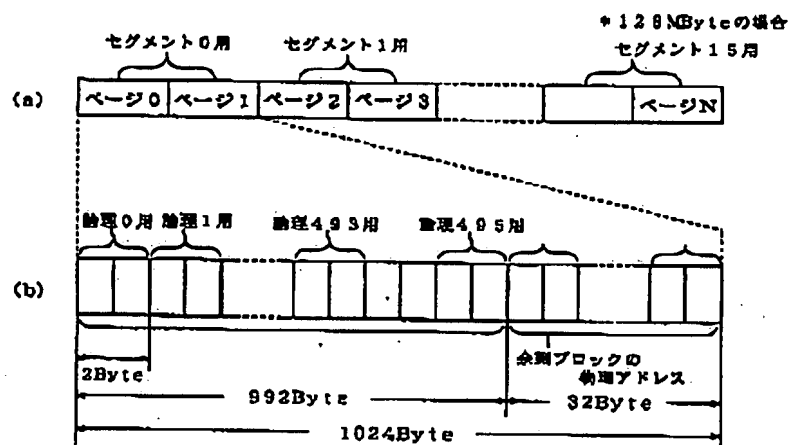 *128MByteの場合
セグメント0用 セグメント1用 セグメント15用
(a) ページ0 ページ1 ページ2 ページ3 ページN
論理0用 論理1用 論理493用 論理495用
(b)
余剰ブロックの
物理アドレス
2Byte
992Byte 32Byte
1024Byte